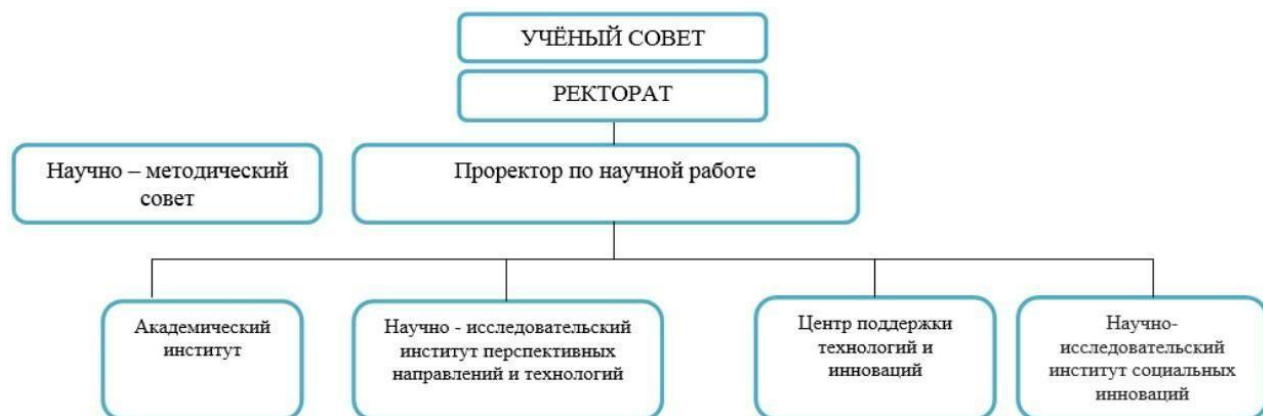 УЧЁНЫЙ СОВЕТ
РЕКТОРАТ
Научно – методический
совет
Проректор по научной работе
Академический
институт
Научно - исследовательский
институт перспективных
направлений и технологий
Центр поддержки
технологий и
инноваций
Научно-
исследовательский
институт социальных
инноваций